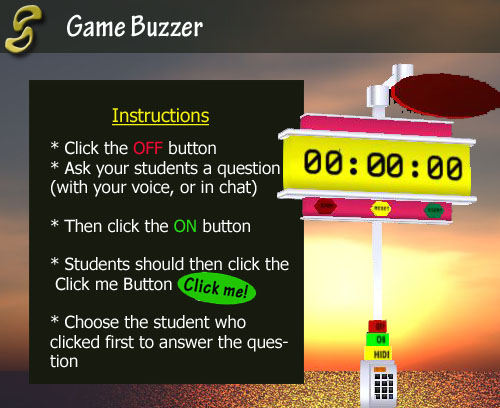 Game Buzzer
Instructions
* Click the OFF button
* Ask your students a question
(with your voice, or in chat)
* Then click the ON button
* Students should then click the
Click me Button Click me!
* Choose the student who
clicked first to answer the ques-
tion
00:00:00
RESET
ON
HIDI